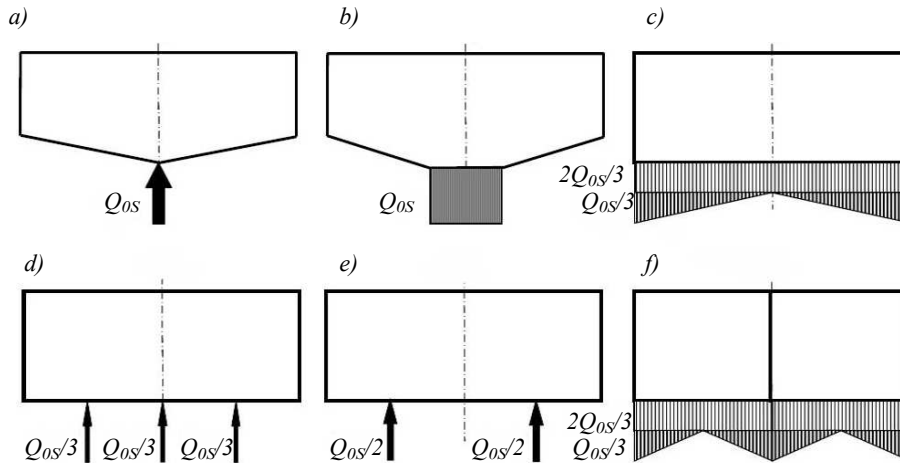 a) b) c)
Q0S Q0S 2Q0S/3
Q0S/3
d) e) f)
Q0S/3 Q0S/3 Q0S/3 Q0S/2 Q0S/2 2Q0S/3
Q0S/3